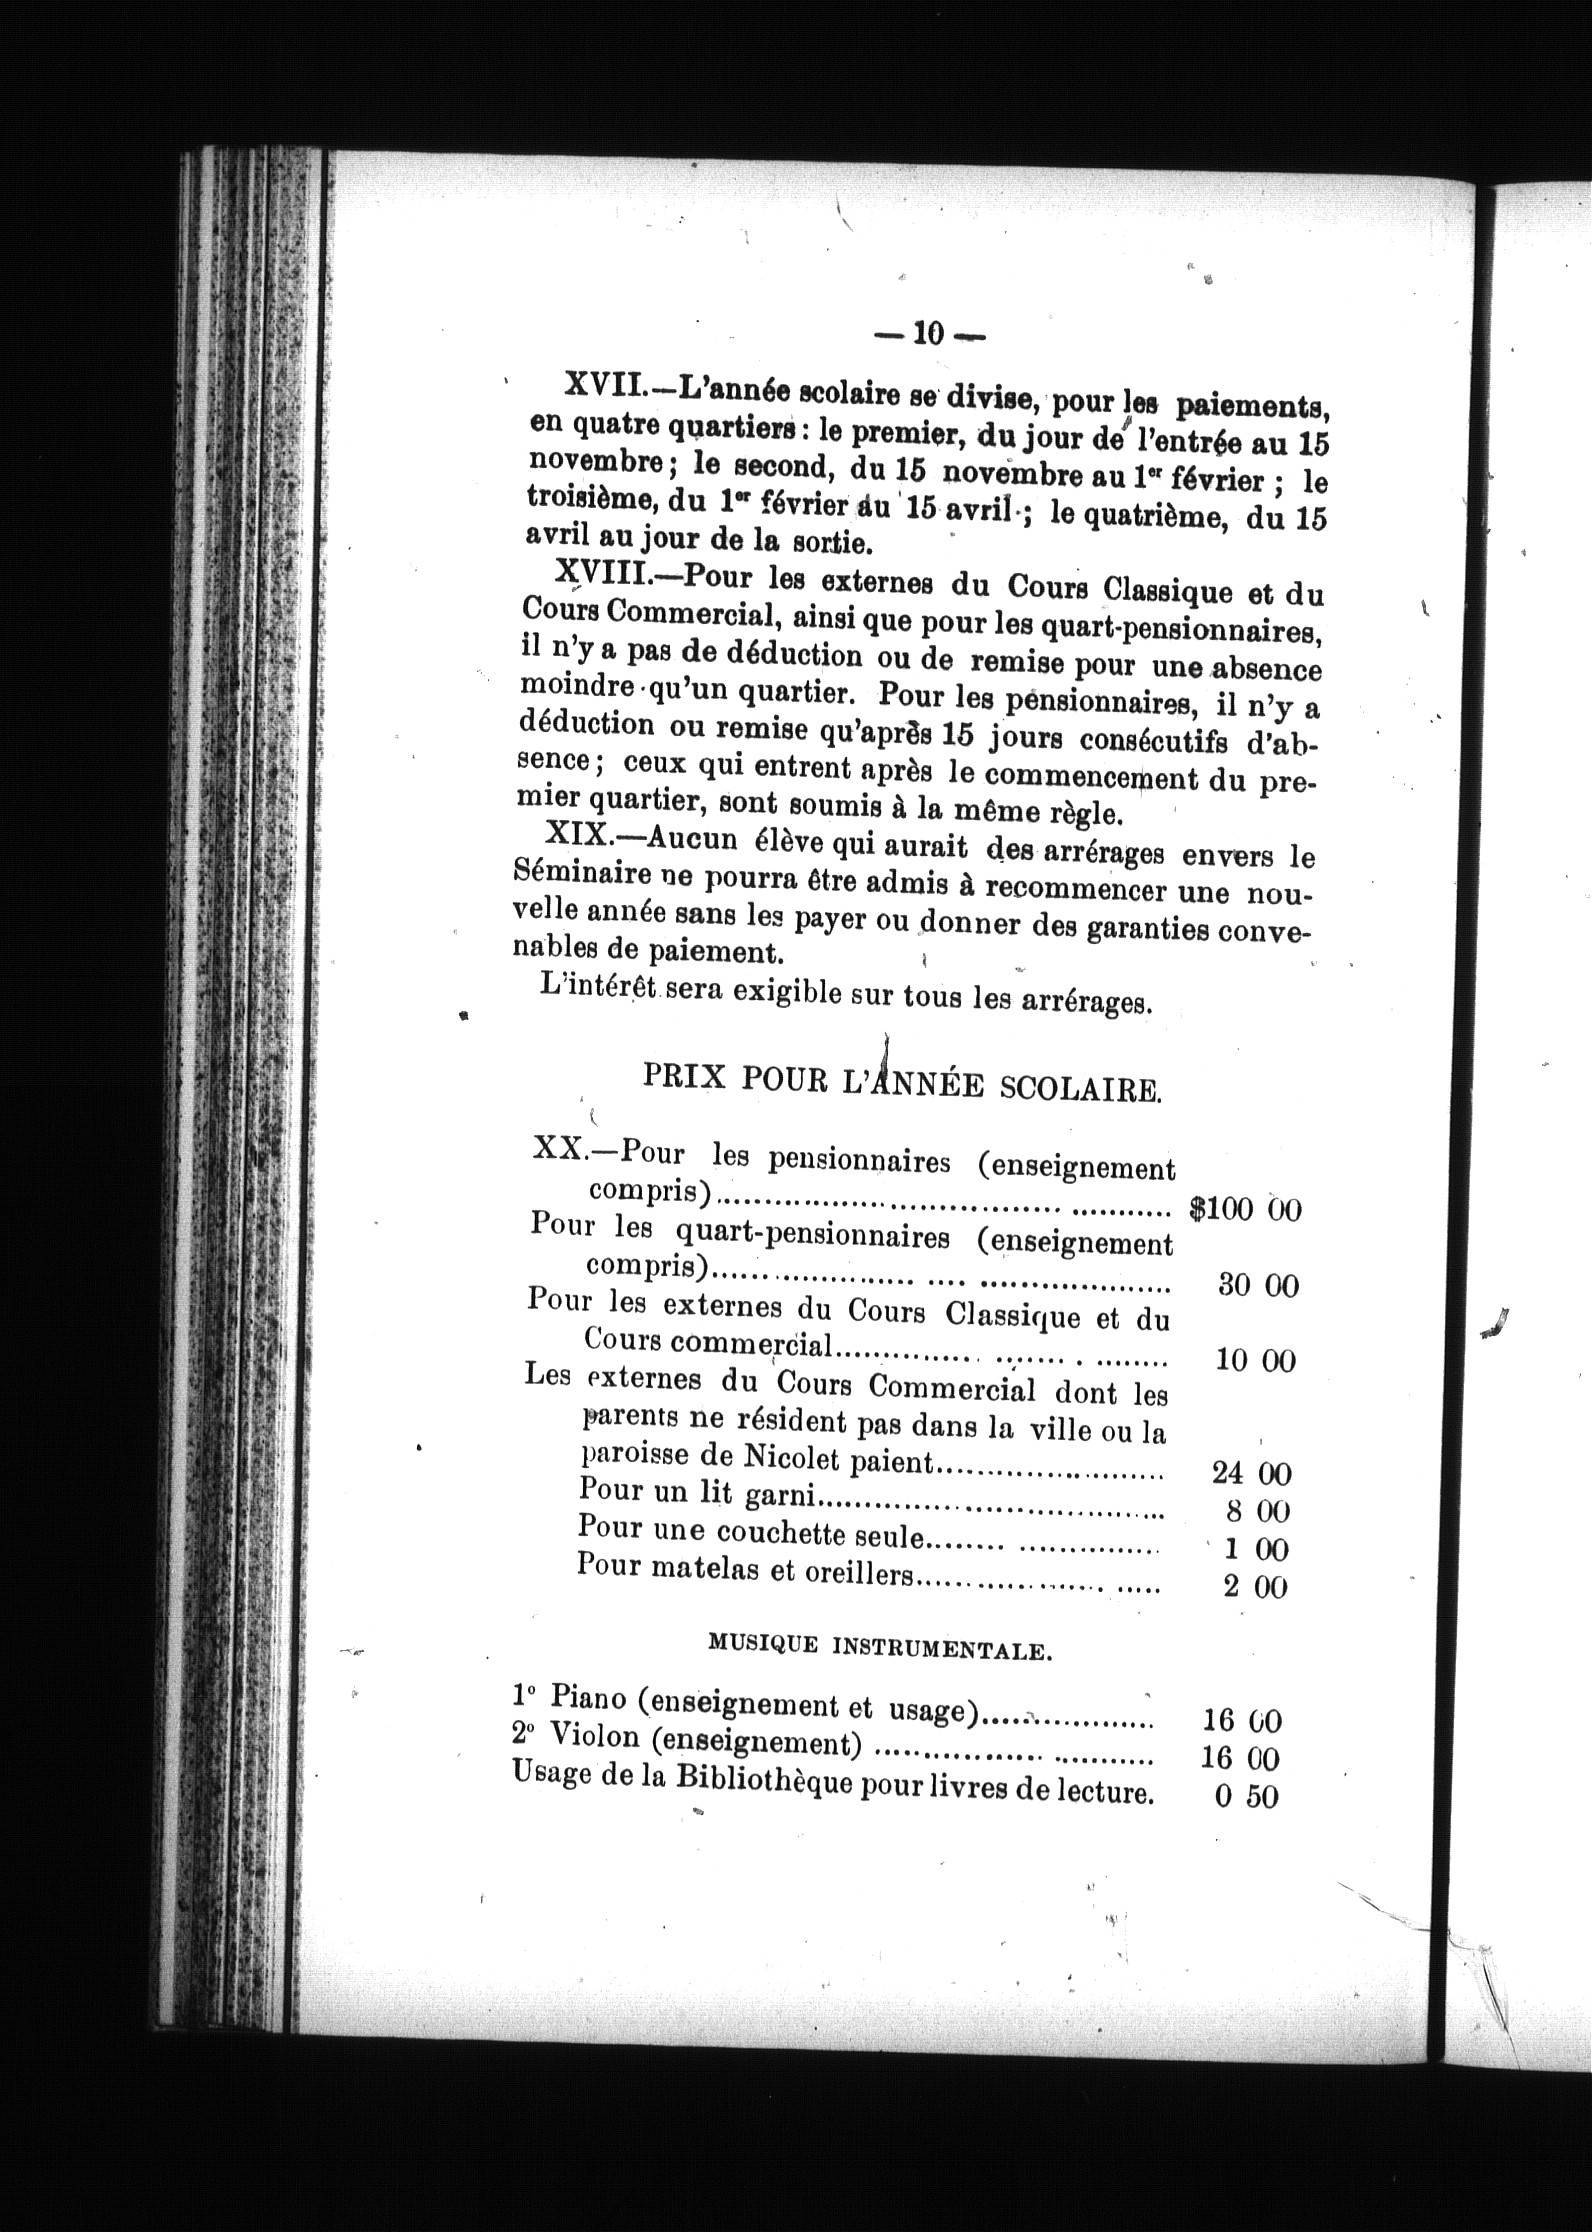 — 10 —
XVII.—L'année scolaire se divise, pour les paiements,
en quatre quartiers : le premier, du jour de l'entrée au 15
novembre ; le second, du 15 novembre au 1er février ; le
troisième, du 1er février au 15 avril ; le quatrième, du 15
avril au jour de la sortie.
XVIII.—Pour les externes du Cours Classique et du
Cours Commercial, ainsi que pour les quart-pensionnaires,
il n'y a pas de déduction ou de remise pour une absence
moindre qu'un quartier. Pour les pensionnaires, il n'y a
déduction ou remise qu'après 15 jours consécutifs d'ab-
sence ; ceux qui entrent après le commencement du pre-
mier quartier, sont soumis à la même règle.
XIX.—Aucun élève qui aurait des arrérages envers le
Séminaire ne pourra être admis à recommencer une nou-
velle année sans les payer ou donner des garanties conve-
nables de paiement.
L'intérêt sera exigible sur tous les arrérages.
PRIX POUR L'ANNÉE SCOLAIRE.
XX.—Pour les pensionnaires (enseignement
compris).......................................... $100 00
Pour les quart-pensionnaires (enseignement
compris).......................................... 30 00
Pour les externes du Cours Classique et du
Cours commercial.............................. 10 00
Les externes du Cours Commercial dont les
parents ne résident pas dans la ville ou la
paroisse de Nicolet paient........................ 24 00
Pour un lit garni.................................... 8 00
Pour une couchette seule........................ 1 00
Pour matelas et oreillers......................... 2 00
MUSIQUE INSTRUMENTALE.
1º Piano (enseignement et usage).................. 16 00
2º Violon (enseignement) ............................ 16 00
Usage de la Bibliothèque pour livres de lecture. 0 50